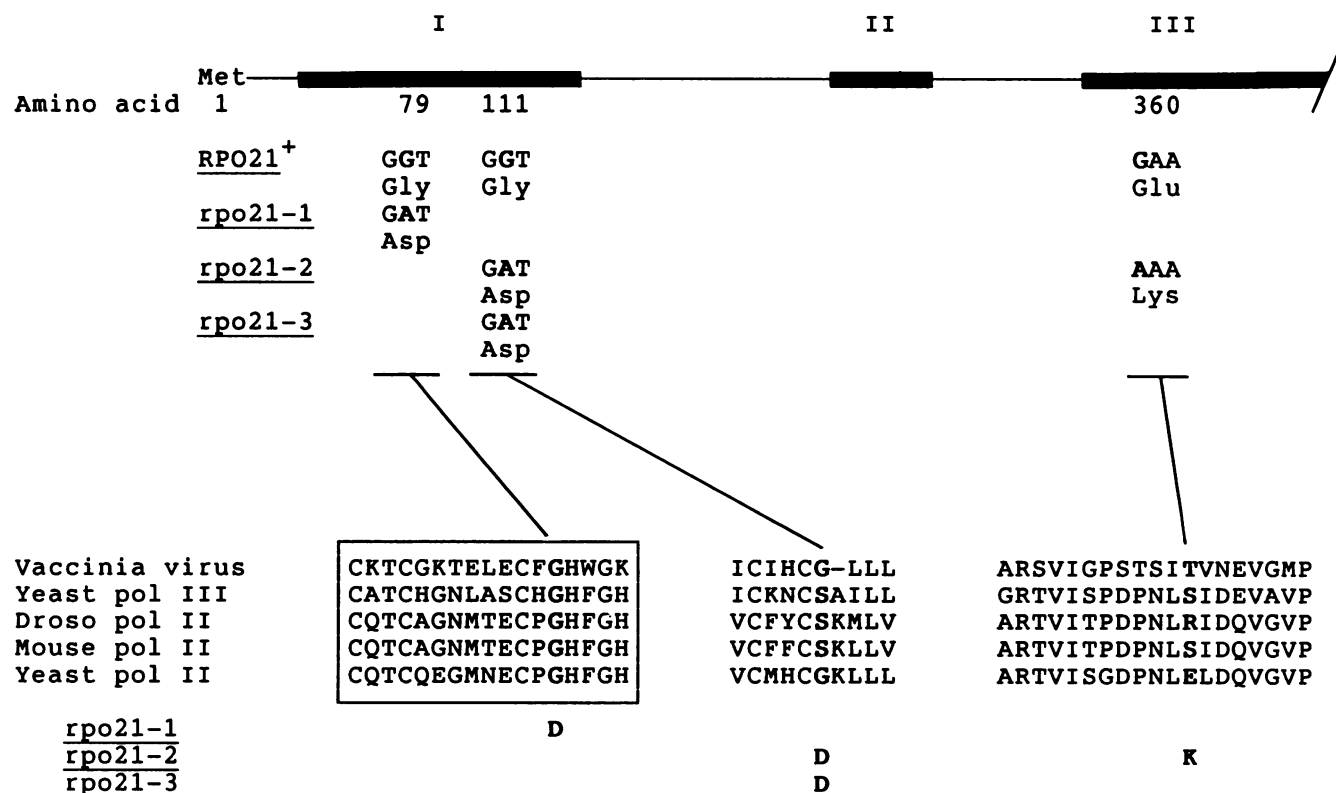 I II III
Met
Amino acid 1 79 111 360
RPO21+ GGT GGT GAA
Gly Gly Glu
rpo21-1 GAT
Asp
rpo21-2 GAT AAA
Asp Lys
rpo21-3 GAT
Asp
Vaccinia virus CKTCGKTELECFGHWGK ICIHCG-LLL ARSVIGPSTSITVNEVGMP
Yeast pol III CATCHGNLASCHGHFGH ICKNCSAILL GRTVISPDPNLSIDEVAVP
Droso pol II CQTCAGNMTECPGHFGH VCFYCSKMLV ARTVITPDPNLRIDQVGVP
Mouse pol II CQTCAGNMTECPGHFGH VCFFCSKLLV ARTVITPDPNLSIDQVGVP
Yeast pol II CQTCQEGMNECPGHFGH VCMHCGKLLL ARTVISGDPNLELDQVGVP
rpo21-1 D
rpo21-2 D K
rpo21-3 D